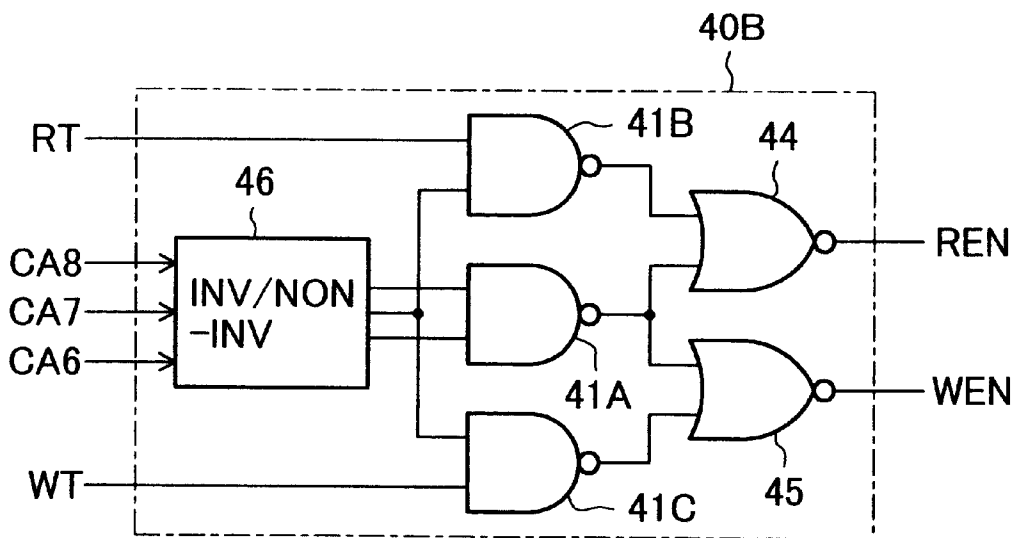 40B
RT
41B
44
46
CA8
CA7
CA6
INV/NON
-INV
REN
41A
WEN
WT
41C
45